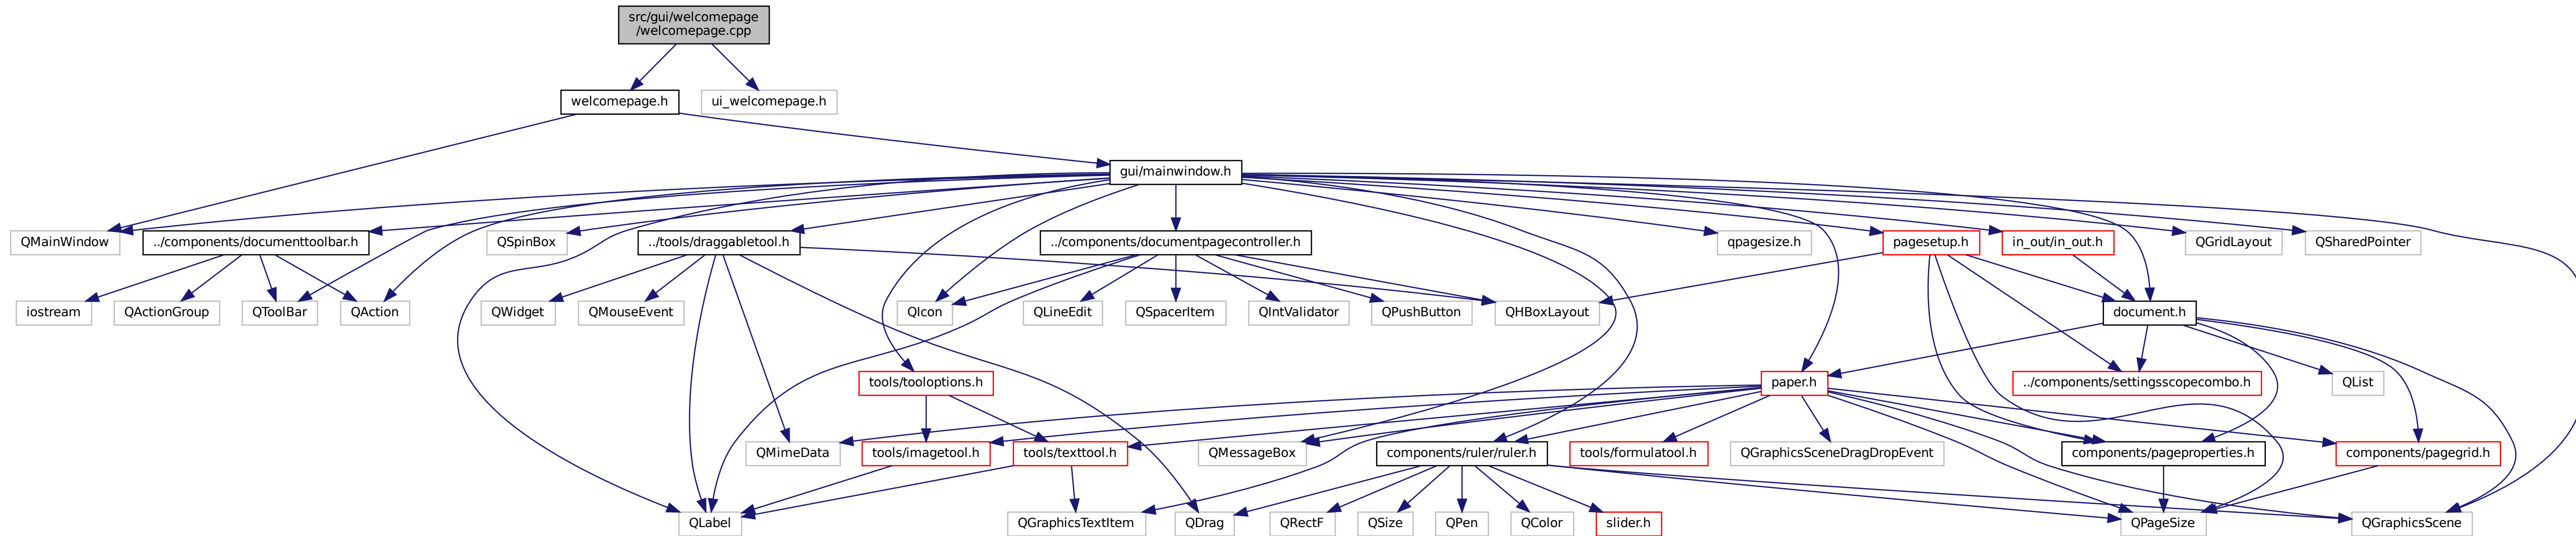 src/gui/welcomepage
/welcomepage.cpp
welcomepage.h
ui_welcomepage.h
gui/mainwindow.h
QMainWindow
../components/documenttoolbar.h
QSpinBox
../tools/draggabletool.h
../components/documentpagecontroller.h
qpagesize.h
pagesetup.h
in_out/in_out.h
QGridLayout
QSharedPointer
iostream
QActionGroup
QToolBar
QAction
QWidget
QMouseEvent
QIcon
QLineEdit
QSpacerItem
QIntValidator
QPushButton
QHBoxLayout
document.h
tools/tooloptions.h
paper.h
../components/settingsscopecombo.h
QList
QMimeData
tools/imagetool.h
tools/texttool.h
QMessageBox
components/ruler/ruler.h
tools/formulatool.h
QGraphicsSceneDragDropEvent
components/pageproperties.h
components/pagegrid.h
QLabel
QGraphicsTextItem
QDrag
QRectF
QSize
QPen
QColor
slider.h
QPageSize
QGraphicsScene